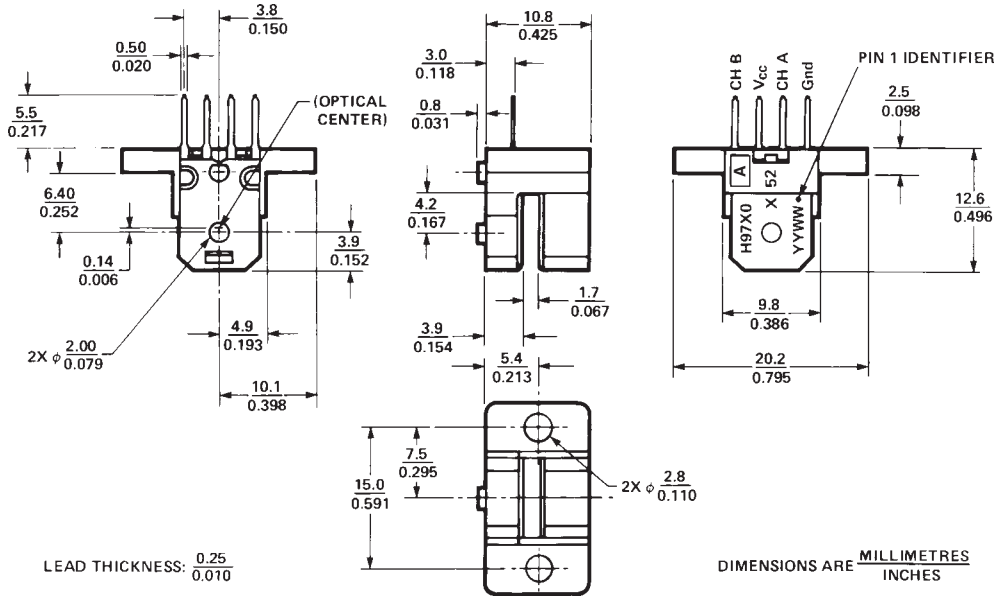 3.8
0.150
0.50
0.020
5.5
0.217
(OPTICAL
CENTER)
6.40
0.252
0.14
0.006
3.9
0.152
2X φ 2.00
0.079
4.9
0.193
10.1
0.398
10.8
0.425
3.0
0.118
0.8
0.031
4.2
0.167
1.7
0.067
3.9
0.154
5.4
0.213
CH B
Vcc
CH A
Gnd
PIN 1 IDENTIFIER
2.5
0.098
A
52
X
H97X0
YYWW
12.6
0.496
9.8
0.386
20.2
0.795
7.5
0.295
15.0
0.591
2X φ 2.8
0.110
LEAD THICKNESS: 0.25
0.010
DIMENSIONS ARE MILLIMETRES
INCHES